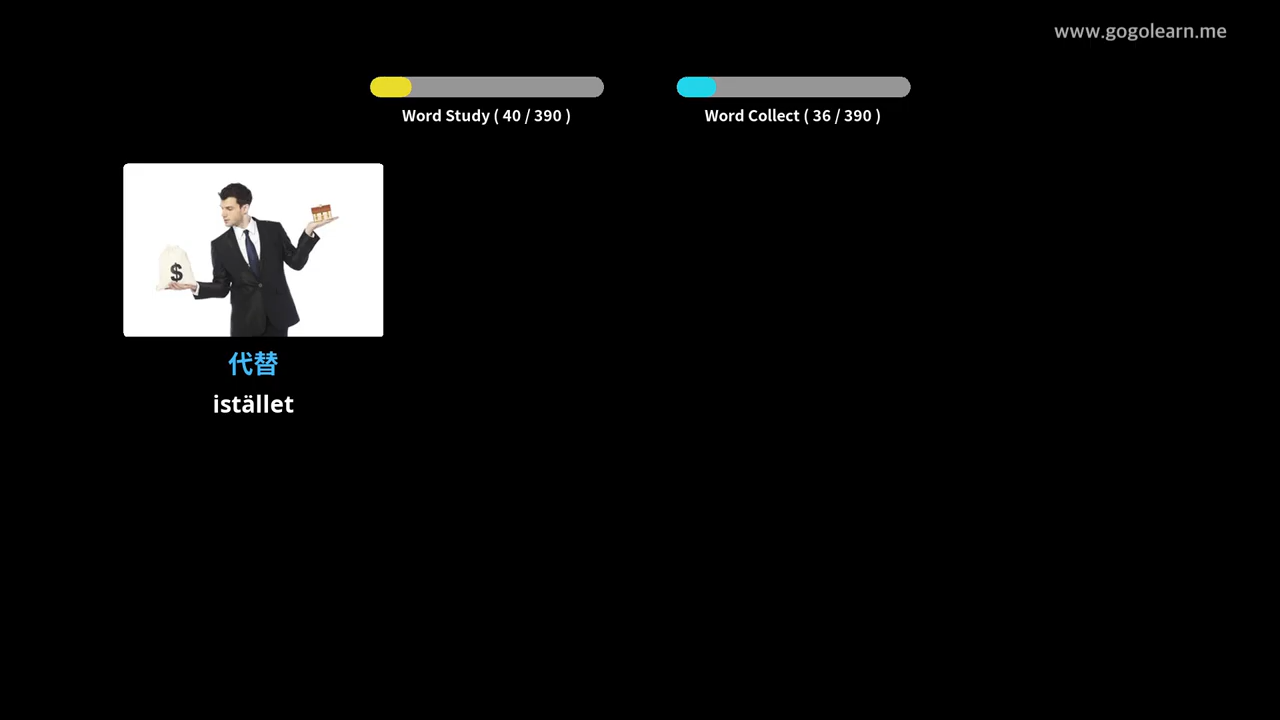 www.gogolearn.me
Word Study ( 40 / 390 )
Word Collect ( 36 / 390 )
$
代替
istället